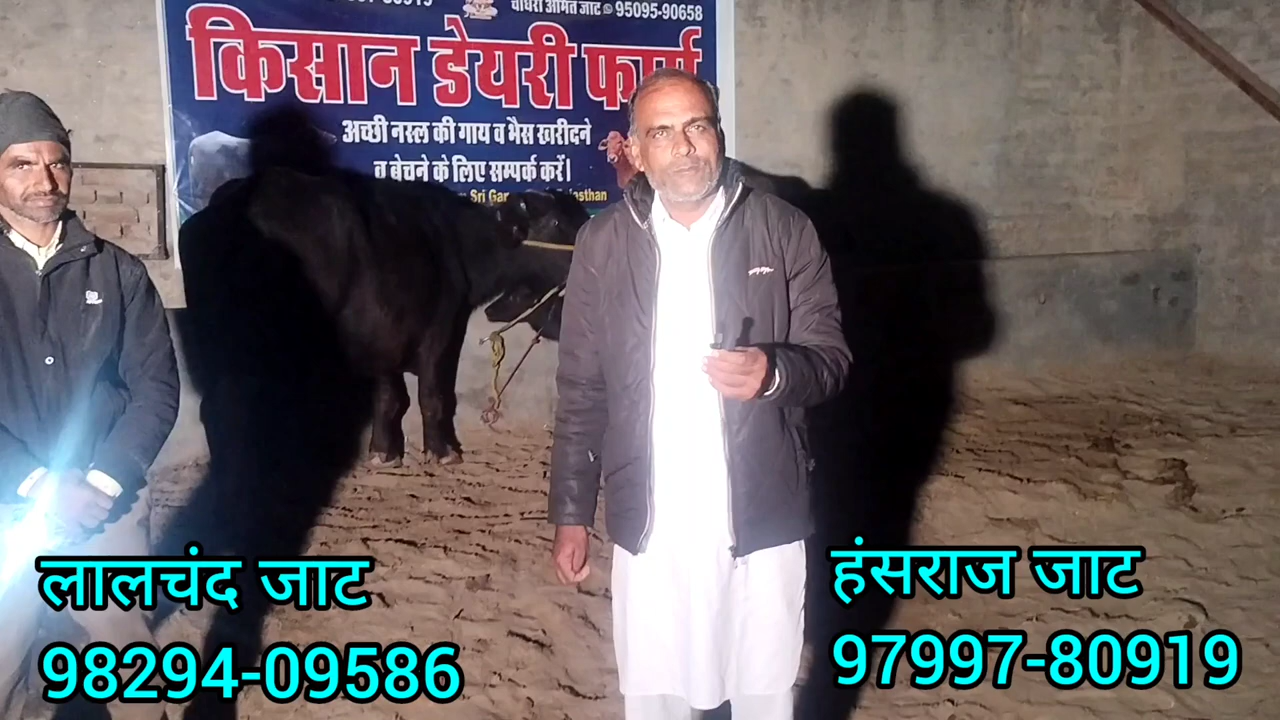 चौधरी अमित जाट 95095-90658
किसान डेयरी फार्म
अच्छी नस्ल की गाय व भैंस खरीदने
व बेचने के लिए सम्पर्क करें।
Sri
लालचंद जाट
98294-09586
हंसराज जाट
97997-80919